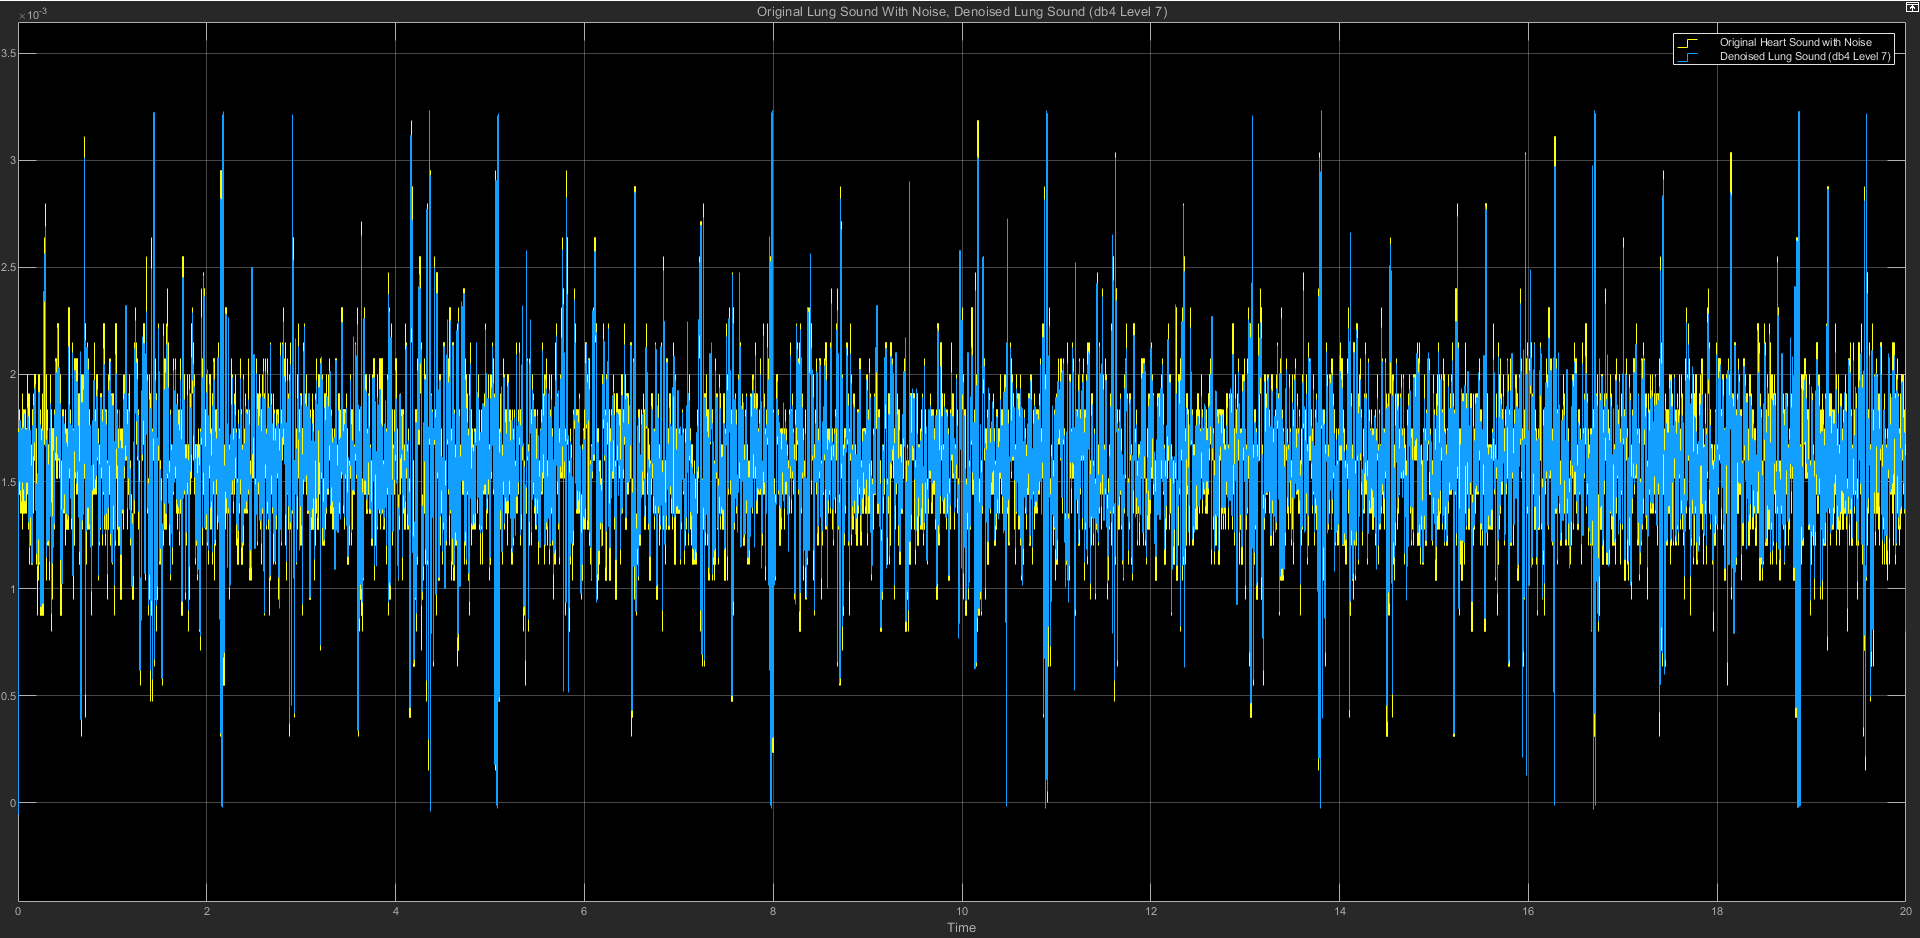 Original Lung Sound With Noise, Denoised Lung Sound (db4 Level 7)
×10⁻³
Original Heart Sound with Noise
Denoised Lung Sound (db4 Level 7)
3.5
3
2.5
2
1.5
1
0.5
0
0 2 4 6 8 10 12 14 16 18 20
Time